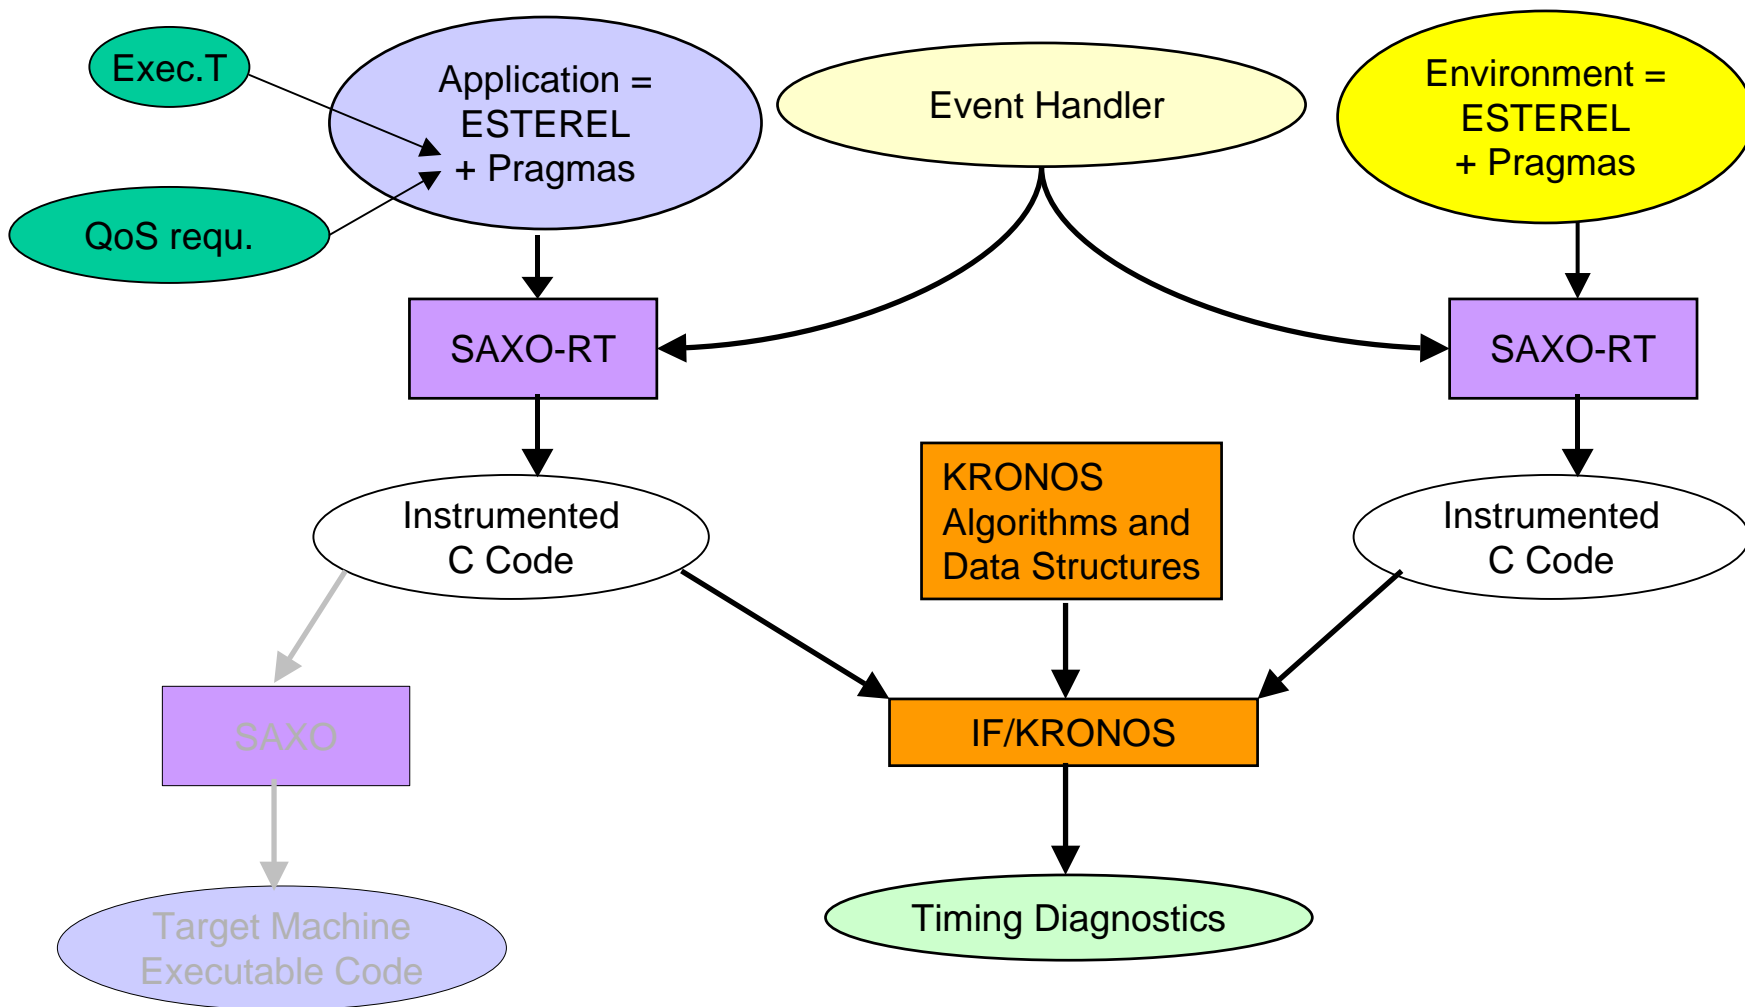 Exec.T
Application =
ESTEREL
+ Pragmas
Event Handler
Environment =
ESTEREL
+ Pragmas
QoS requ.
SAXO-RT
SAXO-RT
Instrumented
C Code
KRONOS
Algorithms and
Data Structures
Instrumented
C Code
SAXO
IF/KRONOS
Target Machine
Executable Code
Timing Diagnostics